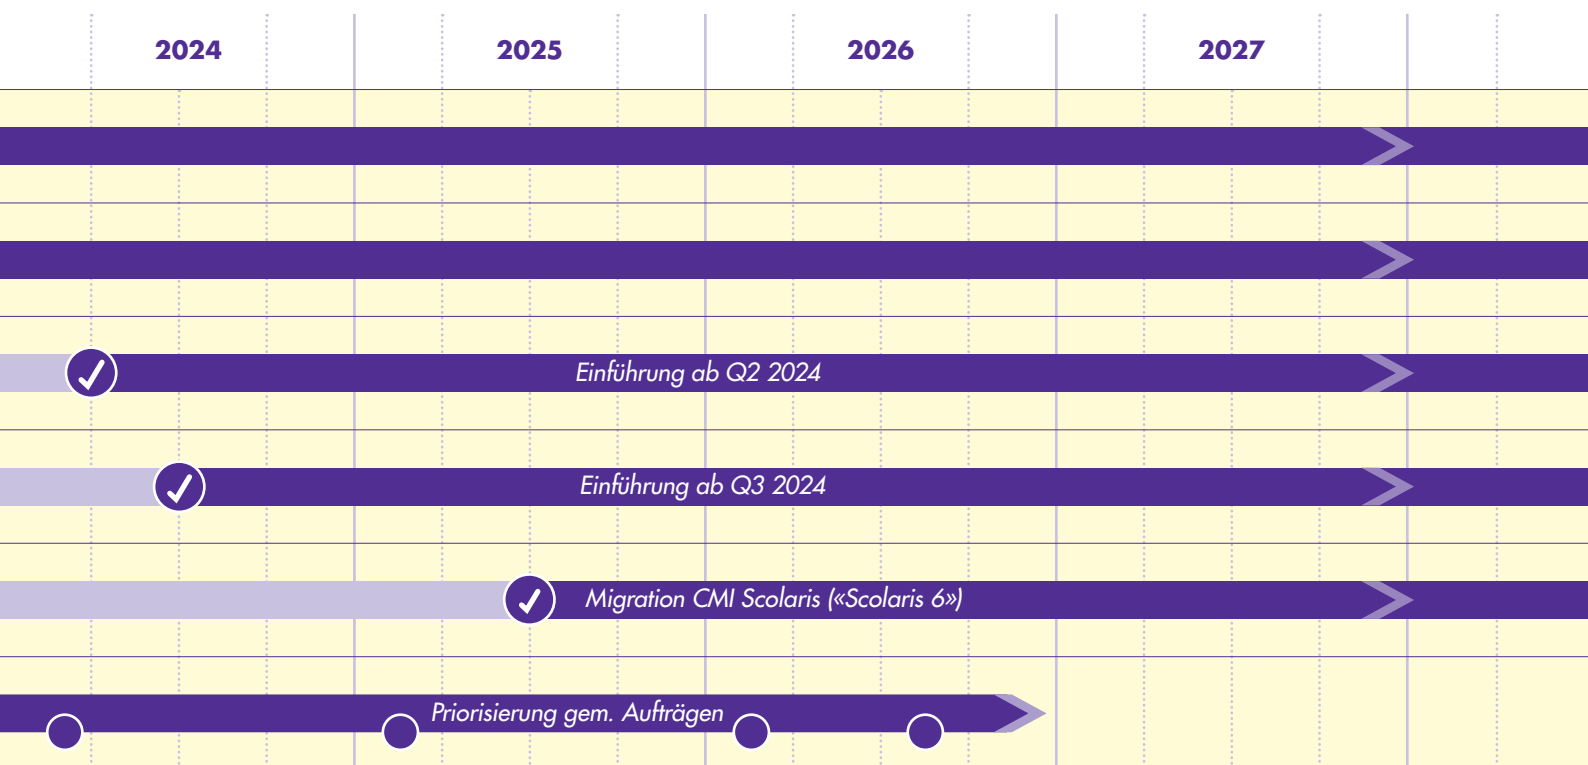 2024 2025 2026 2027
Einführung ab Q2 2024
Einführung ab Q3 2024
Migration CMI Scolaris («Scolaris 6»)
Priorisierung gem. Aufträgen